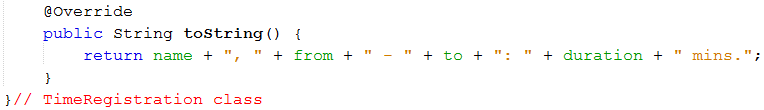 @Override
public String toString() {
return name + ", " + from + " - " + to + ": " + duration + " mins.";
}
}// TimeRegistration class